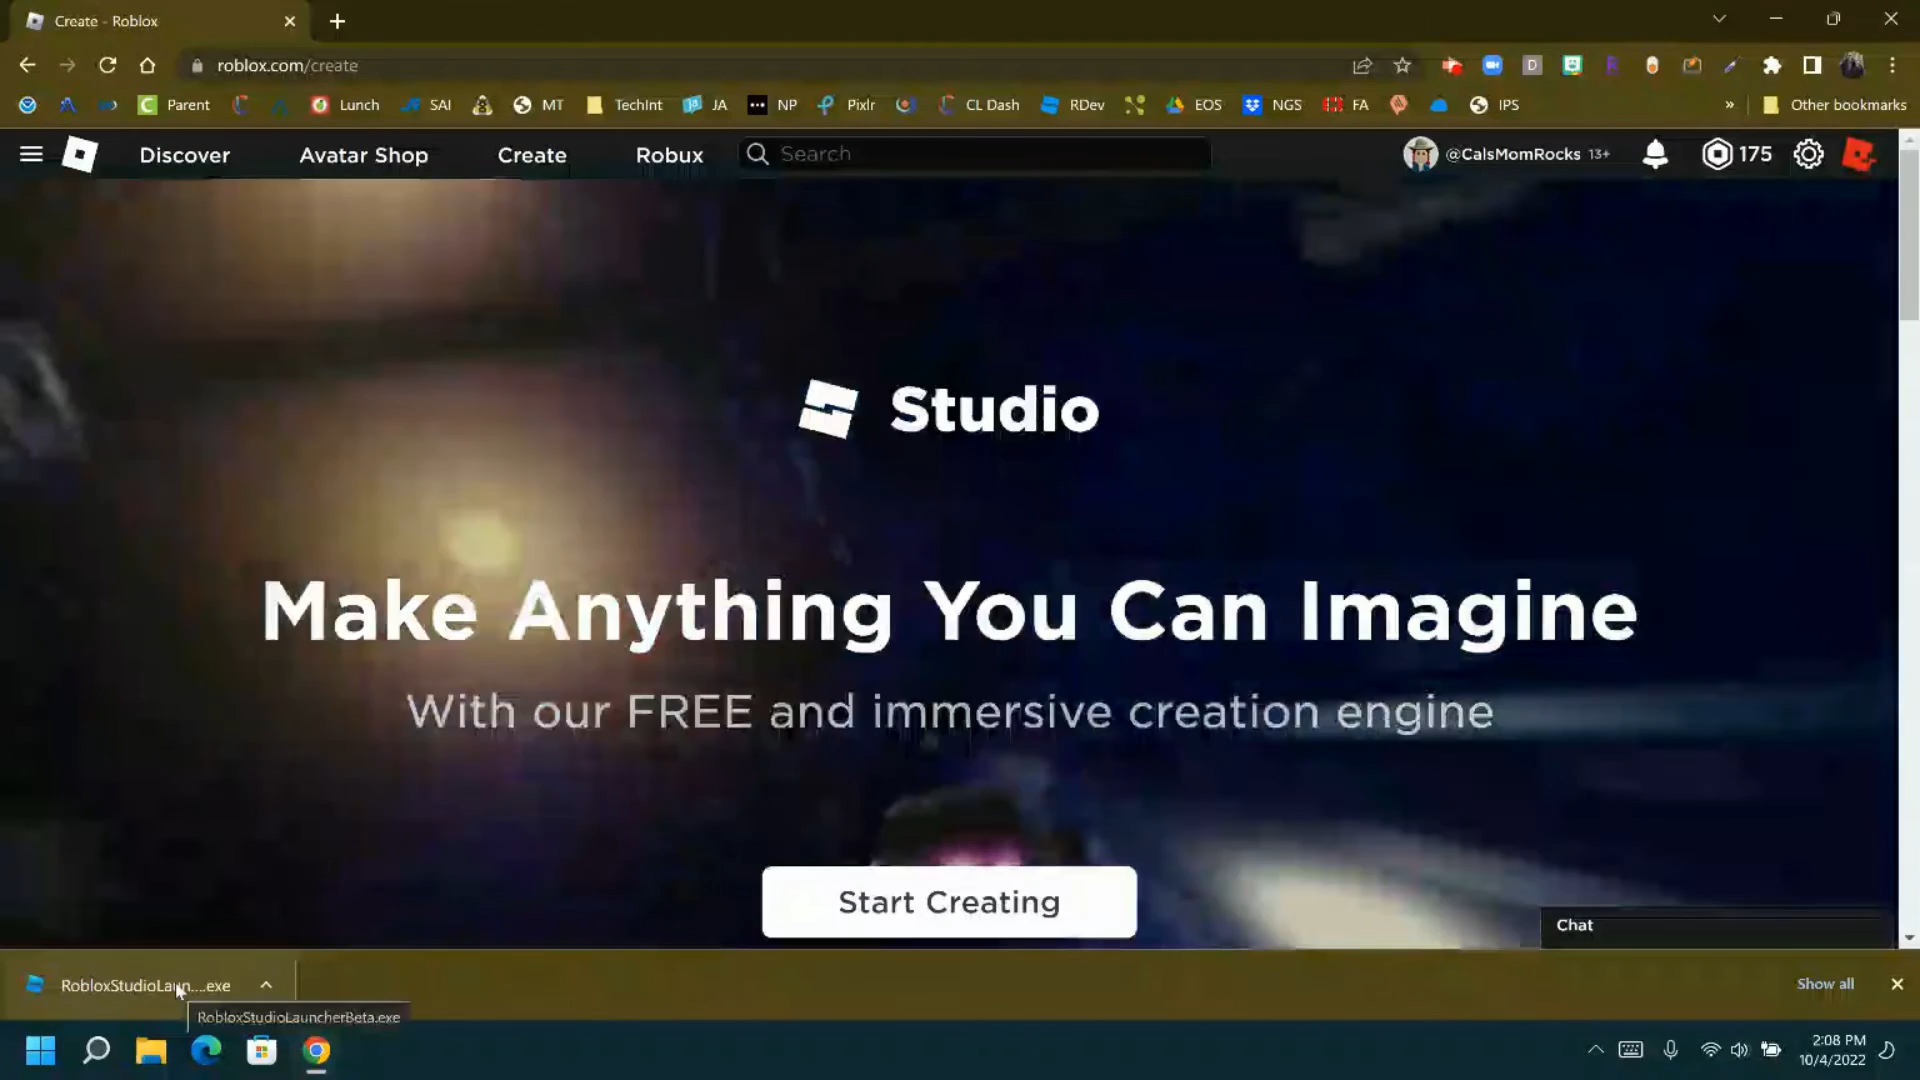 Create - Roblox
roblox.com/create
D
Parent
Lunch
SAI
MT
TechInt
JA
NP
Pixlr
CL Dash
RDev
EOS
NGS
FA
IPS
»
Other bookmarks
Discover
Avatar Shop
Create
Robux
Search
@CalsMomRocks 13+
175
Studio
Make Anything You Can Imagine
With our FREE and immersive creation engine
Start Creating
Chat
RobloxStudioLaun....exe
Show all
RobloxStudioLauncherBeta.exe
2:08 PM
10/4/2022